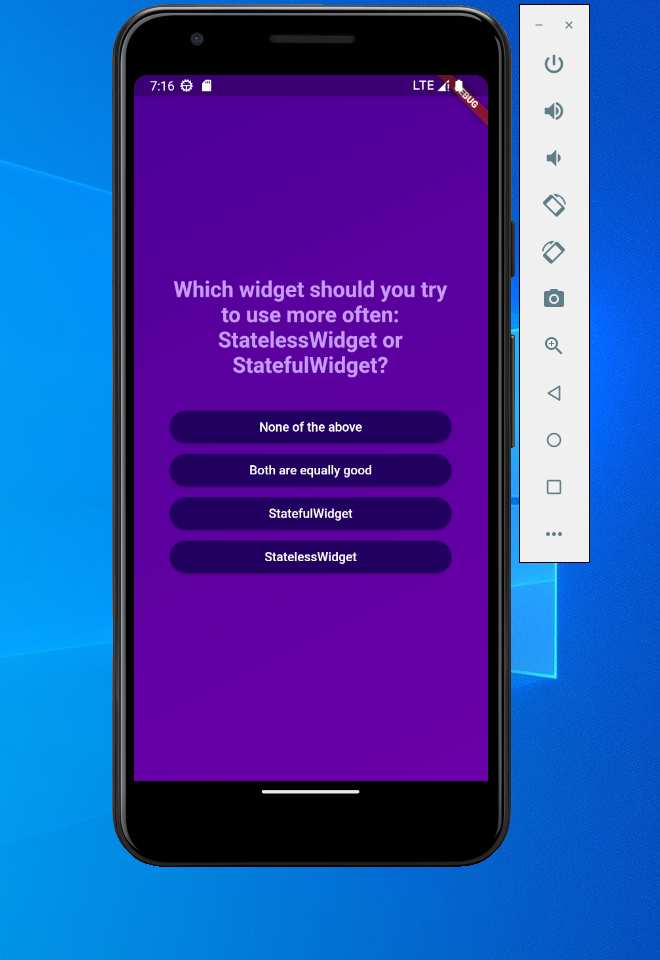 7:16 LTE
DEBUG
Which widget should you try
to use more often:
StatelessWidget or
StatefulWidget?
None of the above
Both are equally good
StatefulWidget
StatelessWidget